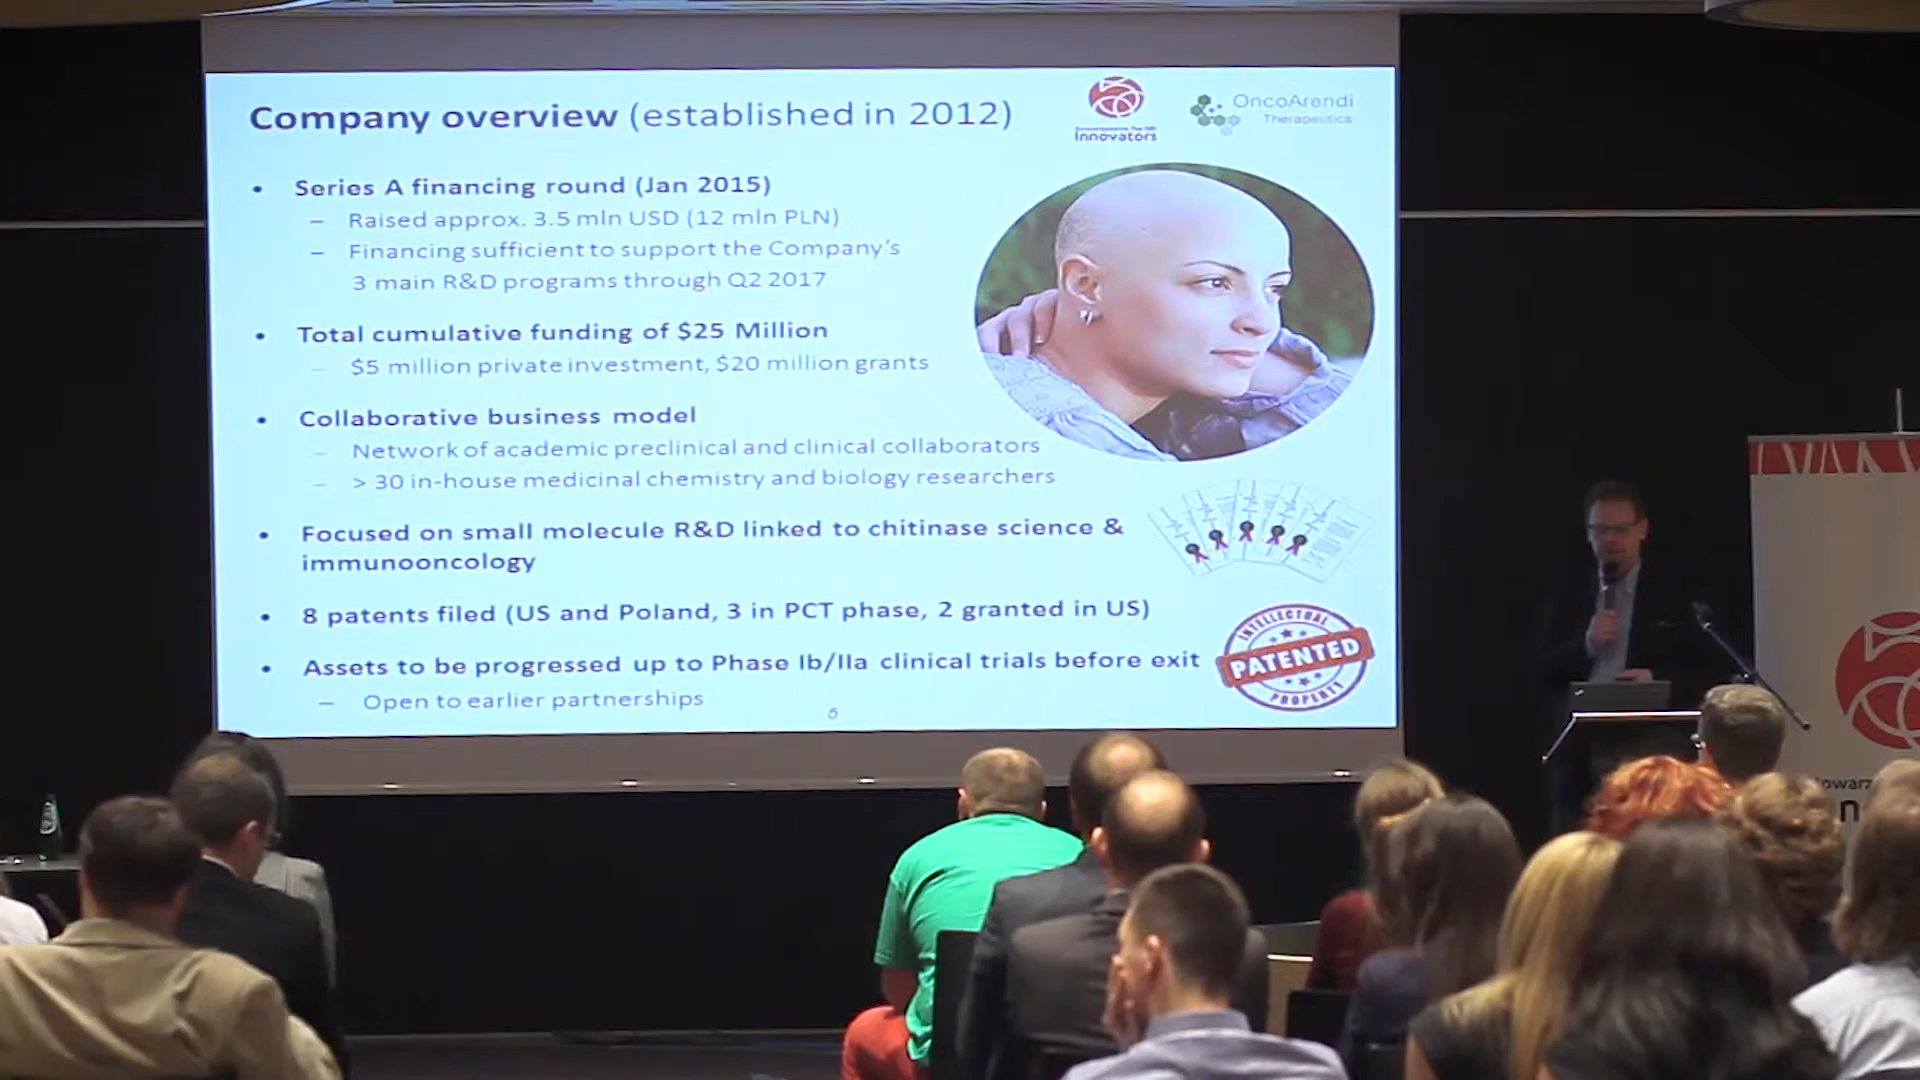 Company overview (established in 2012)
Innovators
OncoArendi
Therapeutics
• Series A financing round (Jan 2015)
– Raised approx. 3.5 mln USD (12 mln PLN)
– Financing sufficient to support the Company's
3 main R&D programs through Q2 2017
• Total cumulative funding of $25 Million
– $5 million private investment, $20 million grants
• Collaborative business model
– Network of academic preclinical and clinical collaborators
– > 30 in-house medicinal chemistry and biology researchers
• Focused on small molecule R&D linked to chitinase science &
immunooncology
• 8 patents filed (US and Poland, 3 in PCT phase, 2 granted in US)
• Assets to be progressed up to Phase Ib/IIa clinical trials before exit
– Open to earlier partnerships
5
INTELLECTUAL
PATENTED
PROPERTY